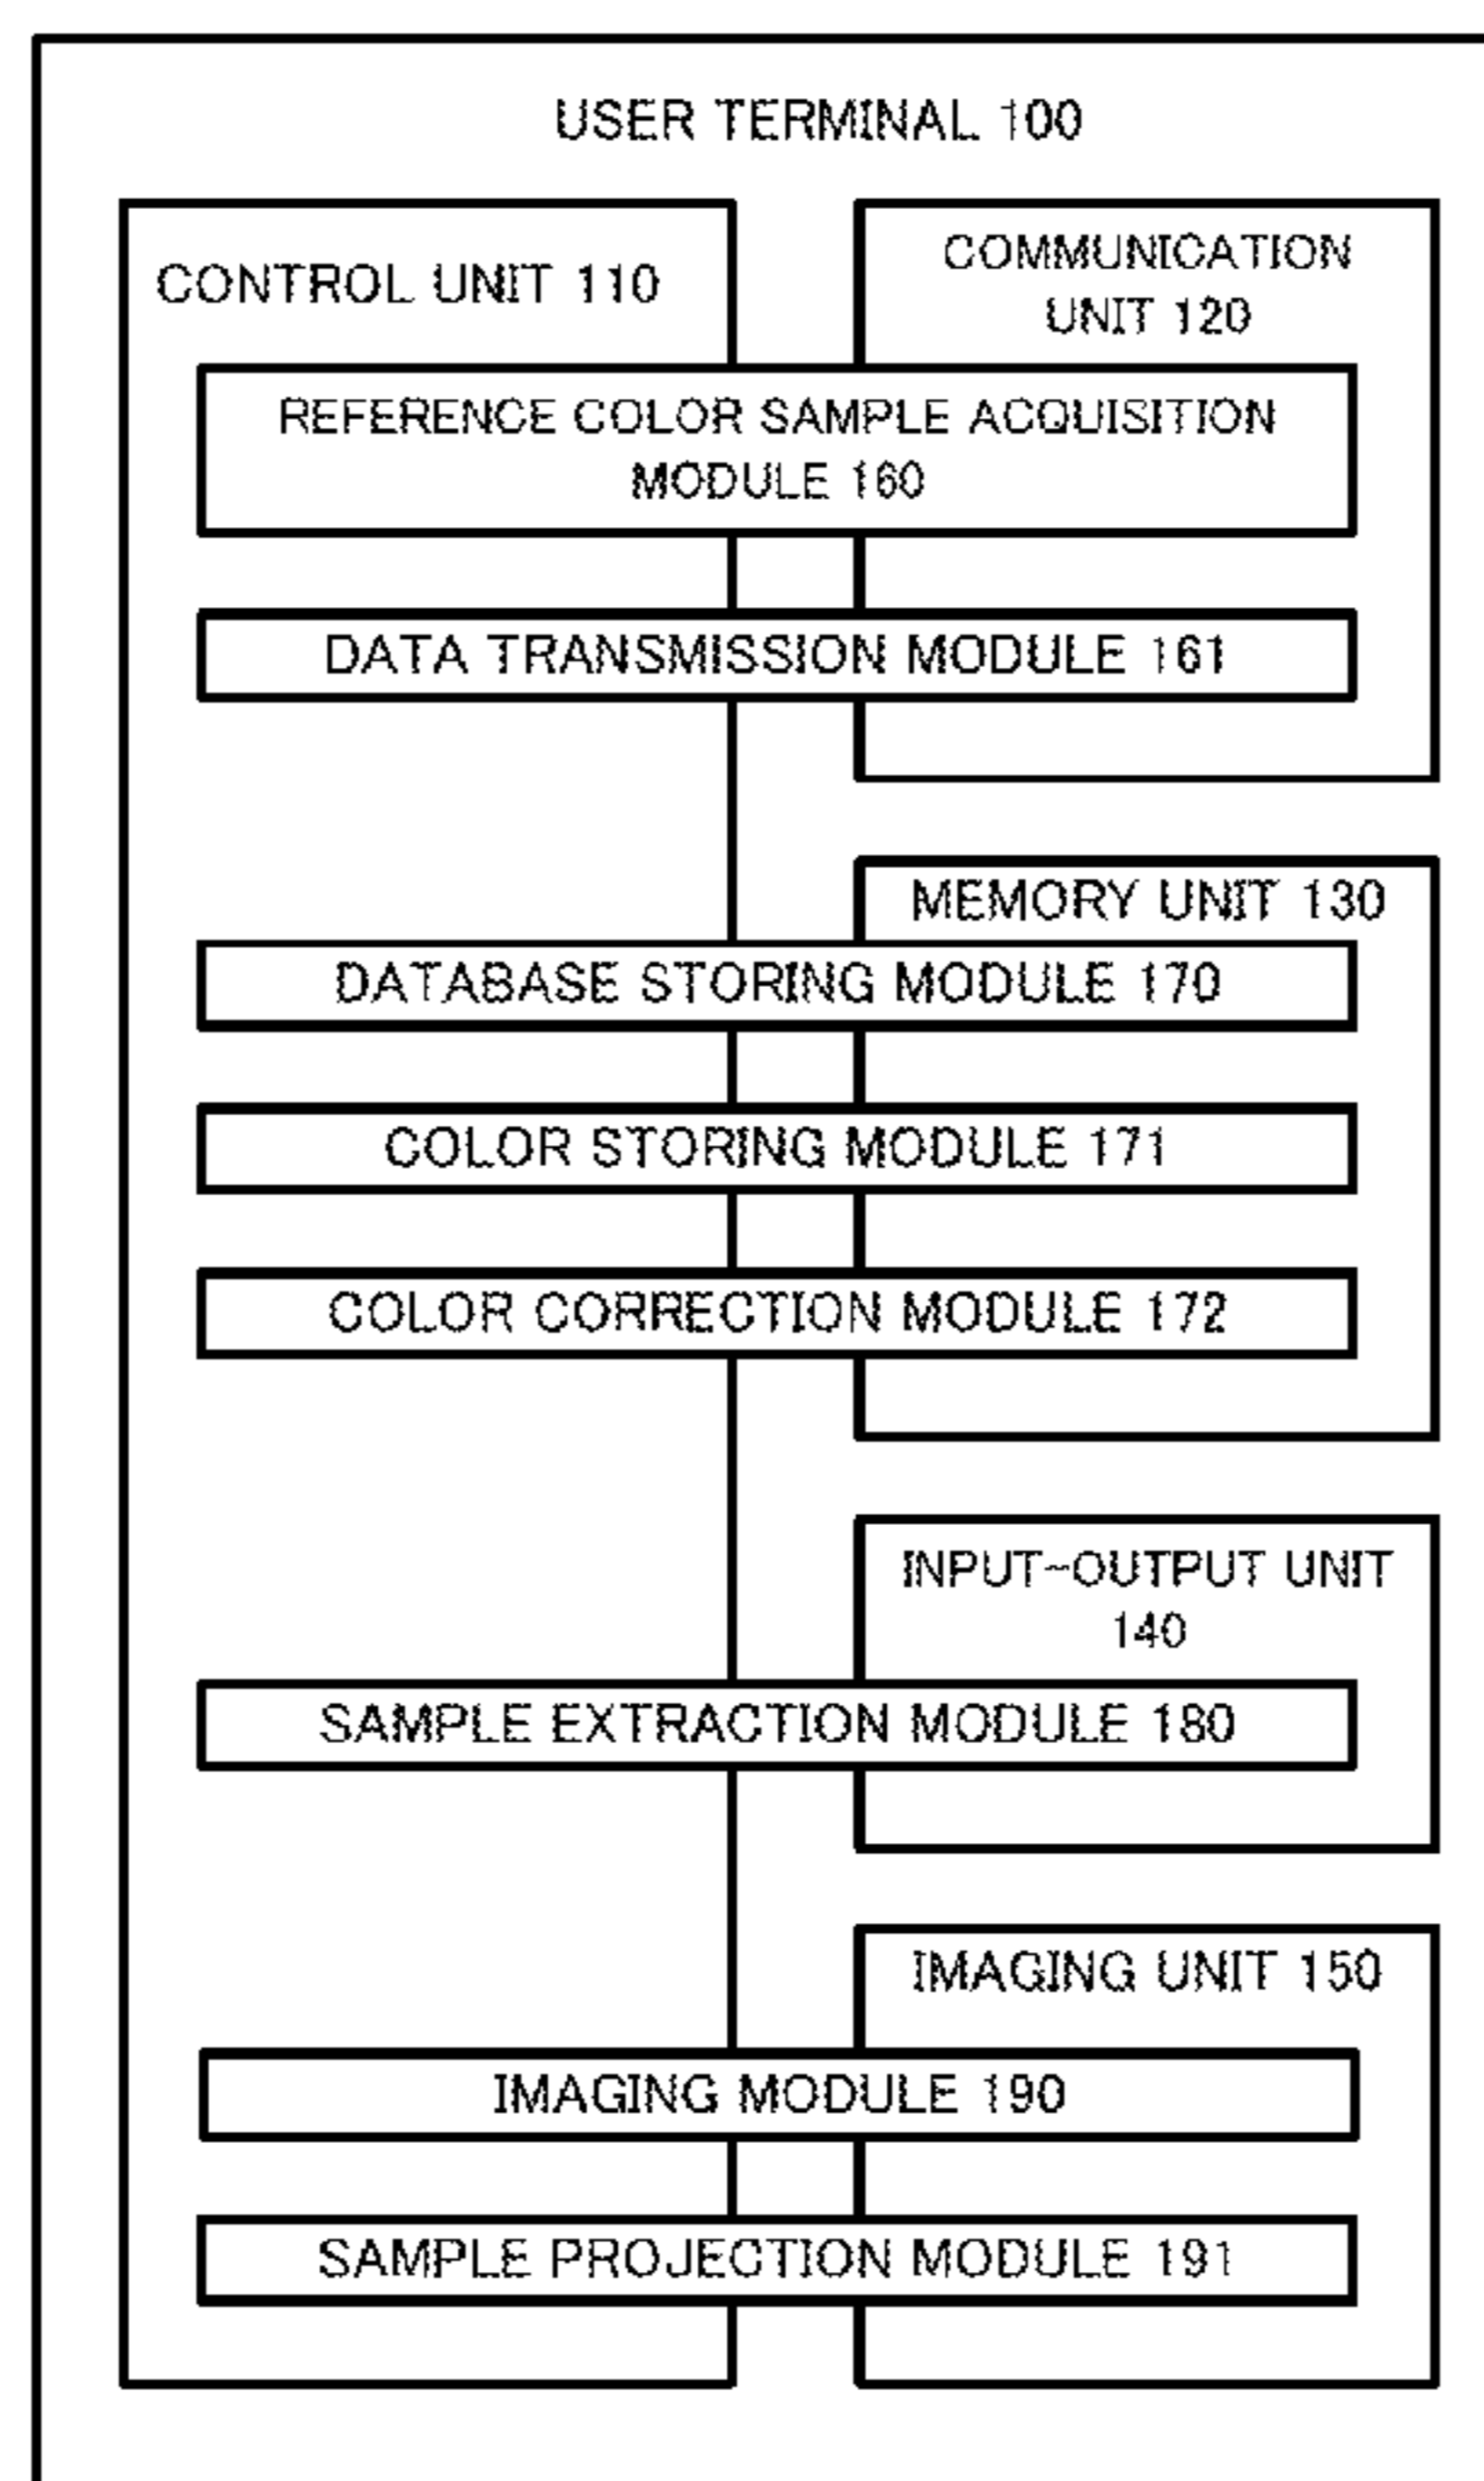 USER TERMINAL 100
CONTROL UNIT 110
COMMUNICATION
UNIT 120
REFERENCE COLOR SAMPLE ACQUISITION
MODULE 160
DATA TRANSMISSION MODULE 161
MEMORY UNIT 130
DATABASE STORING MODULE 170
COLOR STORING MODULE 171
COLOR CORRECTION MODULE 172
INPUT-OUTPUT UNIT
140
SAMPLE EXTRACTION MODULE 180
IMAGING UNIT 150
IMAGING MODULE 190
SAMPLE PROJECTION MODULE 191